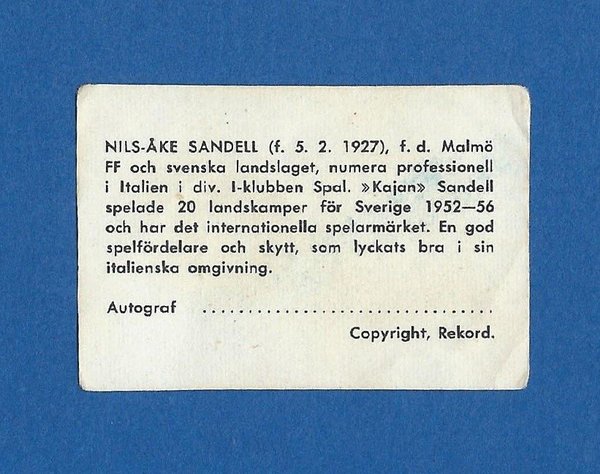 NILS-ÅKE SANDELL (f. 5. 2. 1927), f. d. Malmö
FF och svenska landslaget, numera professionell
i Italien i div. I-klubben Spal. »Kajan» Sandell
spelade 20 landskamper för Sverige 1952—56
och har det internationella spelarmärket. En god
spelfördelare och skytt, som lyckats bra i sin
italienska omgivning.
Autograf ................................
Copyright, Rekord.